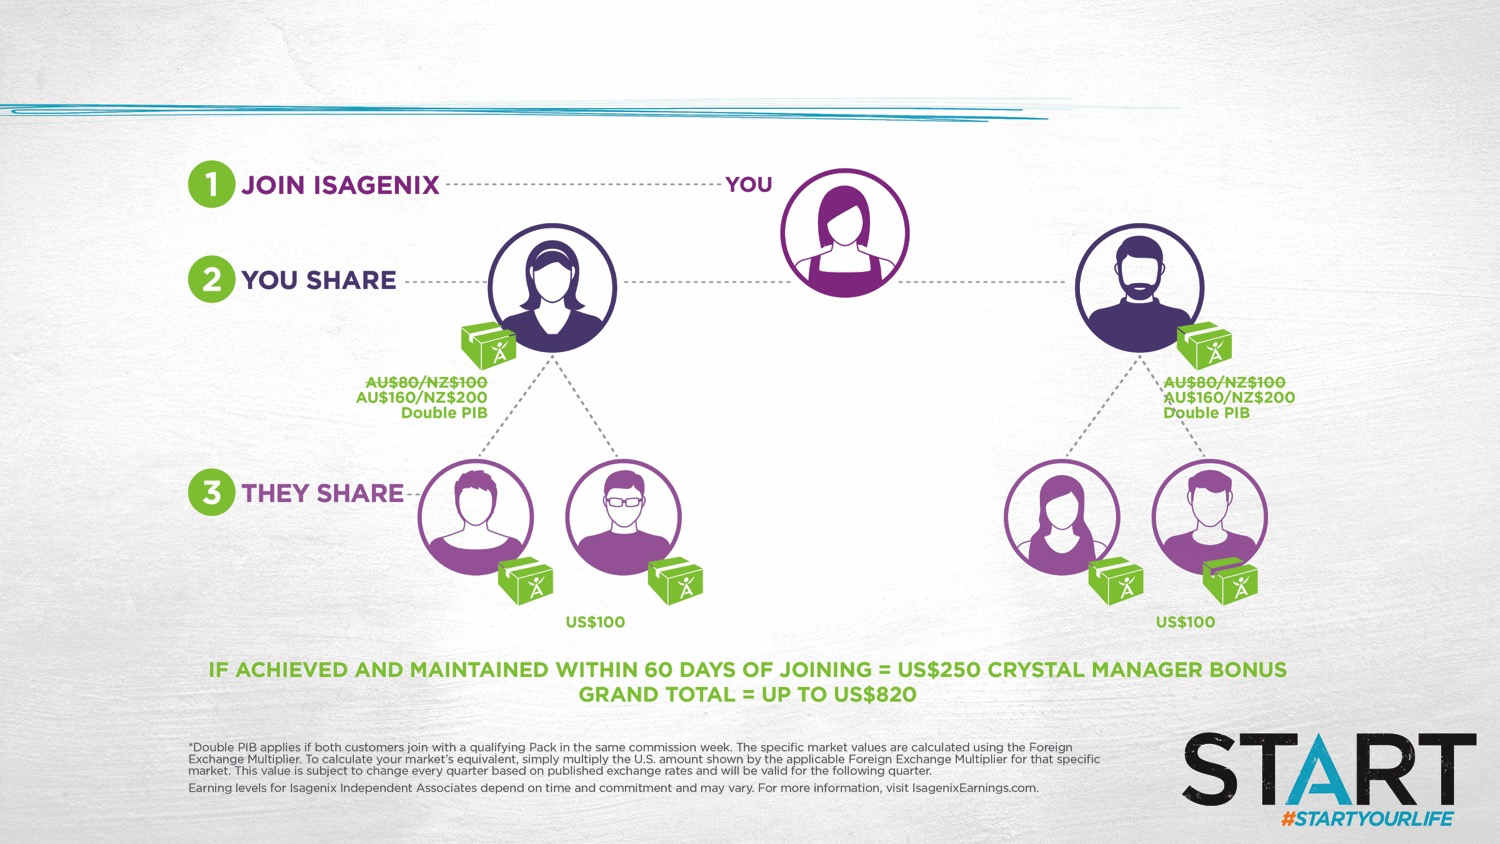 1 JOIN ISAGENIX
YOU
2 YOU SHARE
AU$80/NZ$100
AU$160/NZ$200
Double PIB
AU$80/NZ$100
AU$160/NZ$200
Double PIB
3 THEY SHARE
US$100
US$100
IF ACHIEVED AND MAINTAINED WITHIN 60 DAYS OF JOINING = US$250 CRYSTAL MANAGER BONUS
GRAND TOTAL = UP TO US$820
*Double PIB applies if both customers join with a qualifying Pack in the same commission week. The specific market values are calculated using the Foreign
Exchange Multiplier. To calculate your market's equivalent, simply multiply the U.S. amount shown by the applicable Foreign Exchange Multiplier for that specific
market. This value is subject to change every quarter based on published exchange rates and will be valid for the following quarter.
Earning levels for Isagenix Independent Associates depend on time and commitment and may vary. For more information, visit IsagenixEarnings.com.
START
#STARTYOURLIFE